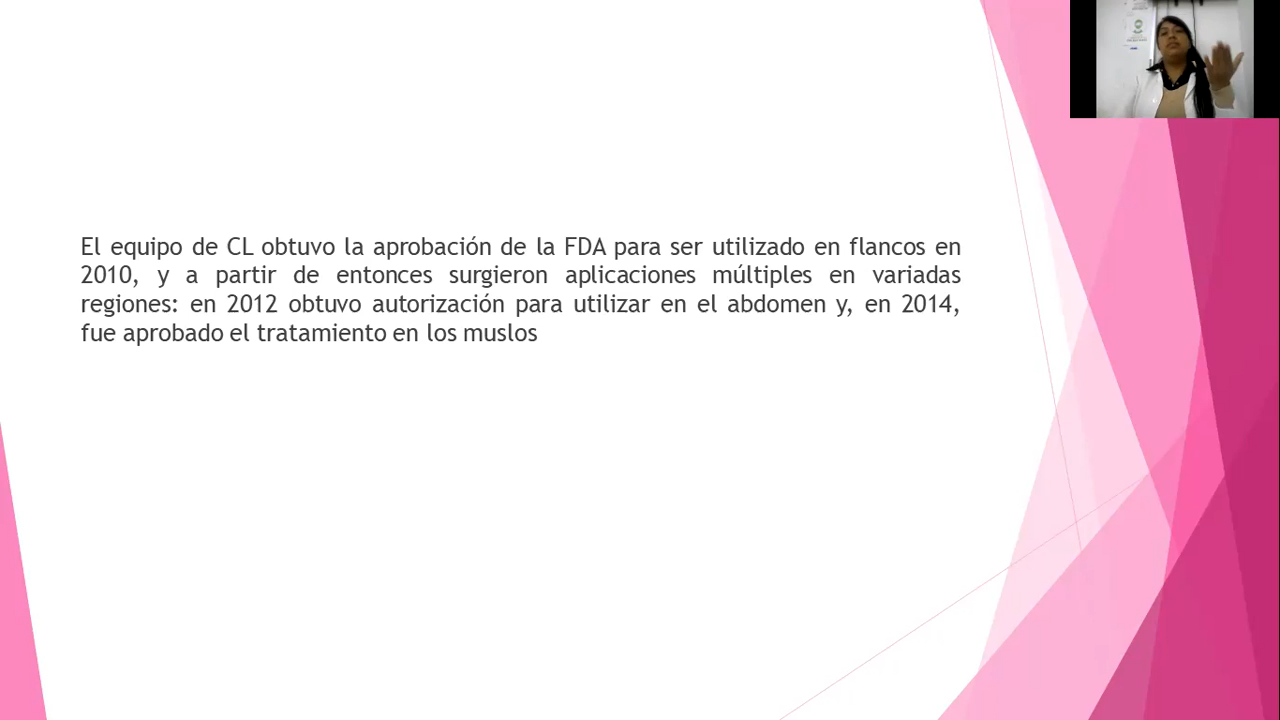 El equipo de CL obtuvo la aprobación de la FDA para ser utilizado en flancos en
2010, y a partir de entonces surgieron aplicaciones múltiples en variadas
regiones: en 2012 obtuvo autorización para utilizar en el abdomen y, en 2014,
fue aprobado el tratamiento en los muslos